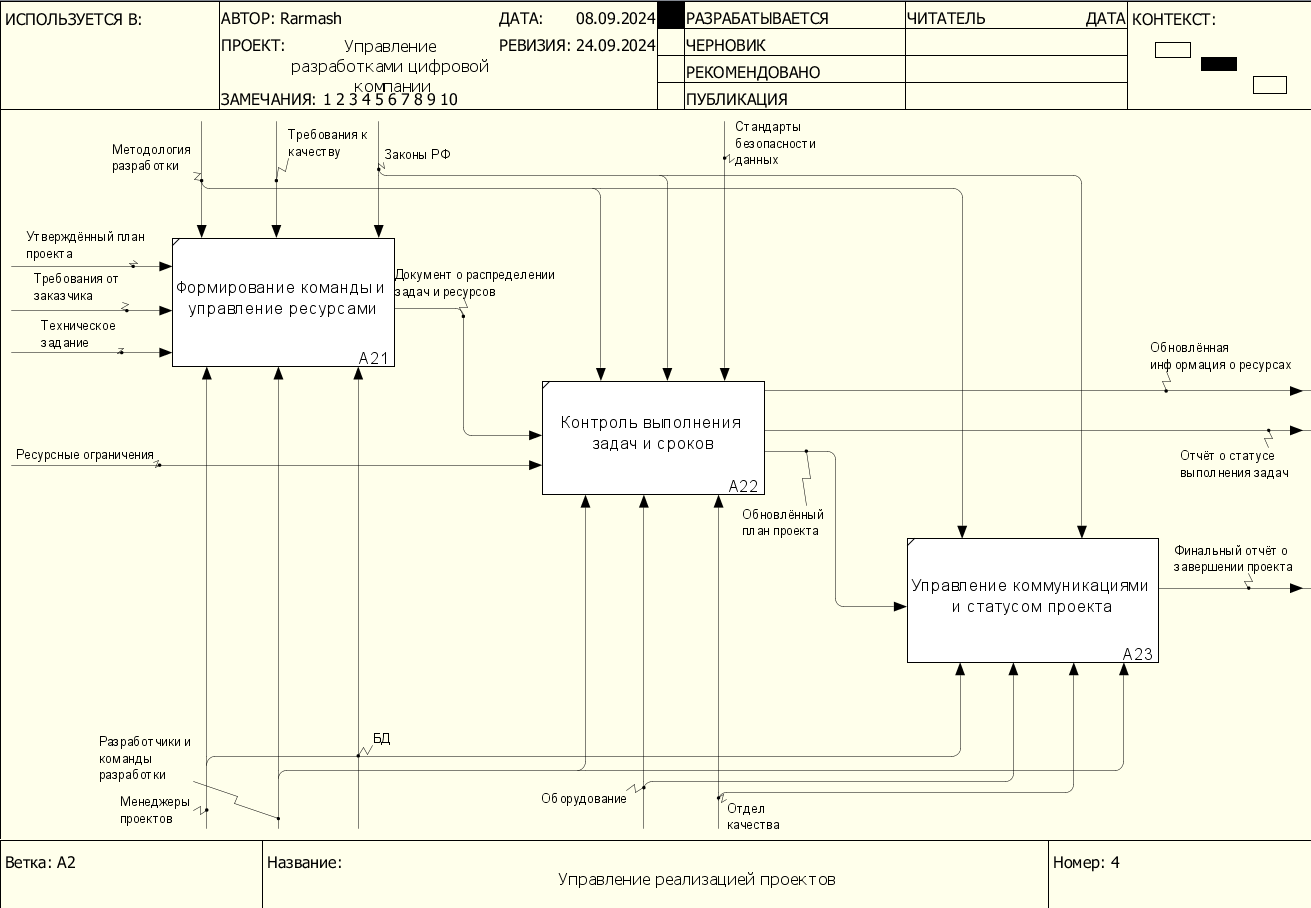 ИСПОЛЬЗУЕТСЯ В:
АВТОР: Rarmash
ДАТА: 08.09.2024
РАЗРАБАТЫВАЕТСЯ
ЧИТАТЕЛЬ
ДАТА
КОНТЕКСТ:
ПРОЕКТ:
Управление
разработками цифровой
компании
РЕВИЗИЯ: 24.09.2024
ЧЕРНОВИК
РЕКОМЕНДОВАНО
ЗАМЕЧАНИЯ: 1 2 3 4 5 6 7 8 9 10
ПУБЛИКАЦИЯ
Методология
разработки
Требования к
качеству
Законы РФ
Стандарты
безопасности
данных
Утверждённый план
проекта
Требования от
заказчика
Техническое
задание
Формирование команды и
управление ресурсами
A21
Документ о распределении
задач и ресурсов
Обновлённая
информация о ресурсах
Контроль выполнения
задач и сроков
A22
Ресурсные ограничения
Отчёт о статусе
выполнения задач
Обновлённый
план проекта
Финальный отчёт о
завершении проекта
Управление коммуникациями
и статусом проекта
A23
Разработчики и
команды
разработки
БД
Менеджеры
проектов
Оборудование
Отдел
качества
Ветка: A2
Название:
Управление реализацией проектов
Номер: 4